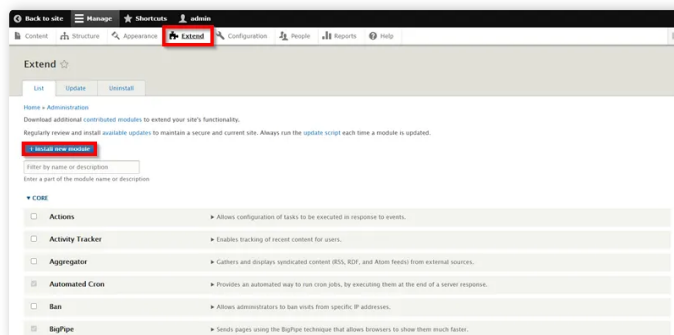 Back to site Manage Shortcuts admin
Content Structure Appearance Extend Configuration People Reports Help
Extend
List Update Uninstall
Home » Administration
Download additional contributed modules to extend your site's functionality.
Regularly review and install available updates to maintain a secure and current site. Always run the update script each time a module is updated.
+ Install new module
Filter by name or description
Enter a part of the module name or description
▼ CORE
Actions ▶ Allows configuration of tasks to be executed in response to events.
Activity Tracker ▶ Enables tracking of recent content for users.
Aggregator ▶ Gathers and displays syndicated content (RSS, RDF, and Atom feeds) from external sources.
Automated Cron ▶ Provides an automated way to run cron jobs, by executing them at the end of a server response.
Ban ▶ Allows administrators to ban visits from specific IP addresses.
BigPipe ▶ Sends pages using the BigPipe technique that allows browsers to show them much faster.